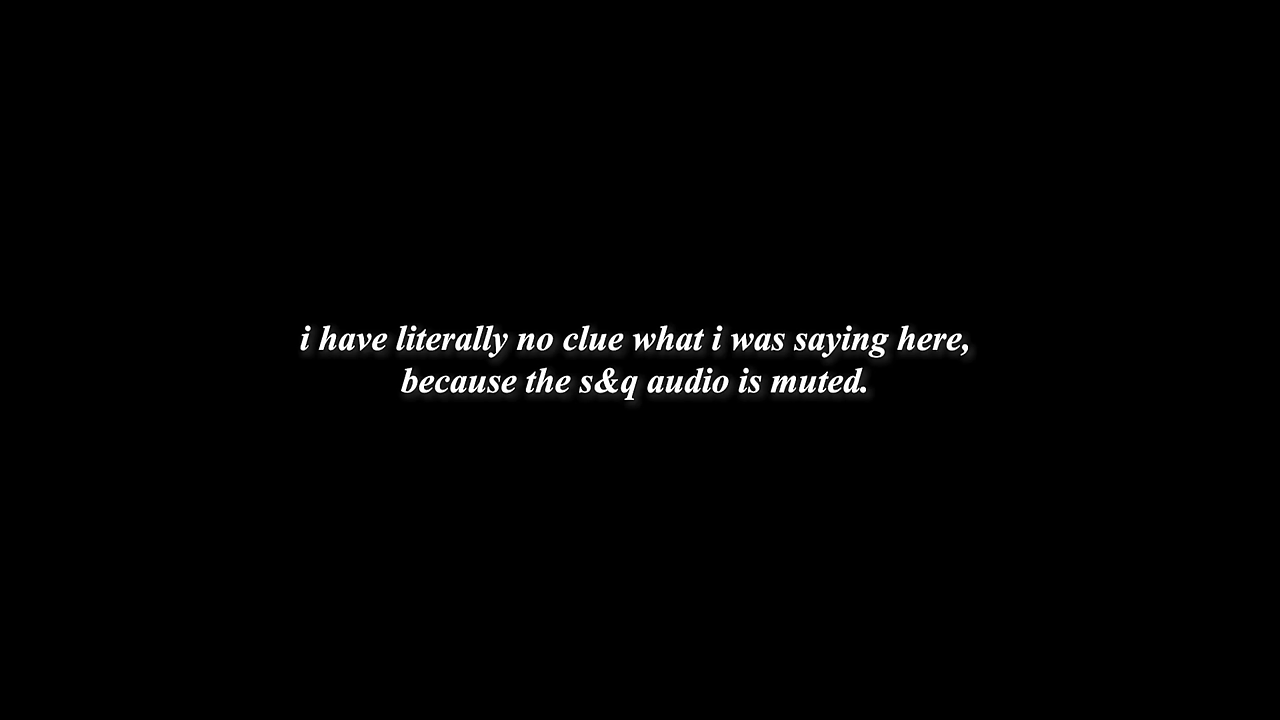 i have literally no clue what i was saying here,
because the s&q audio is muted.